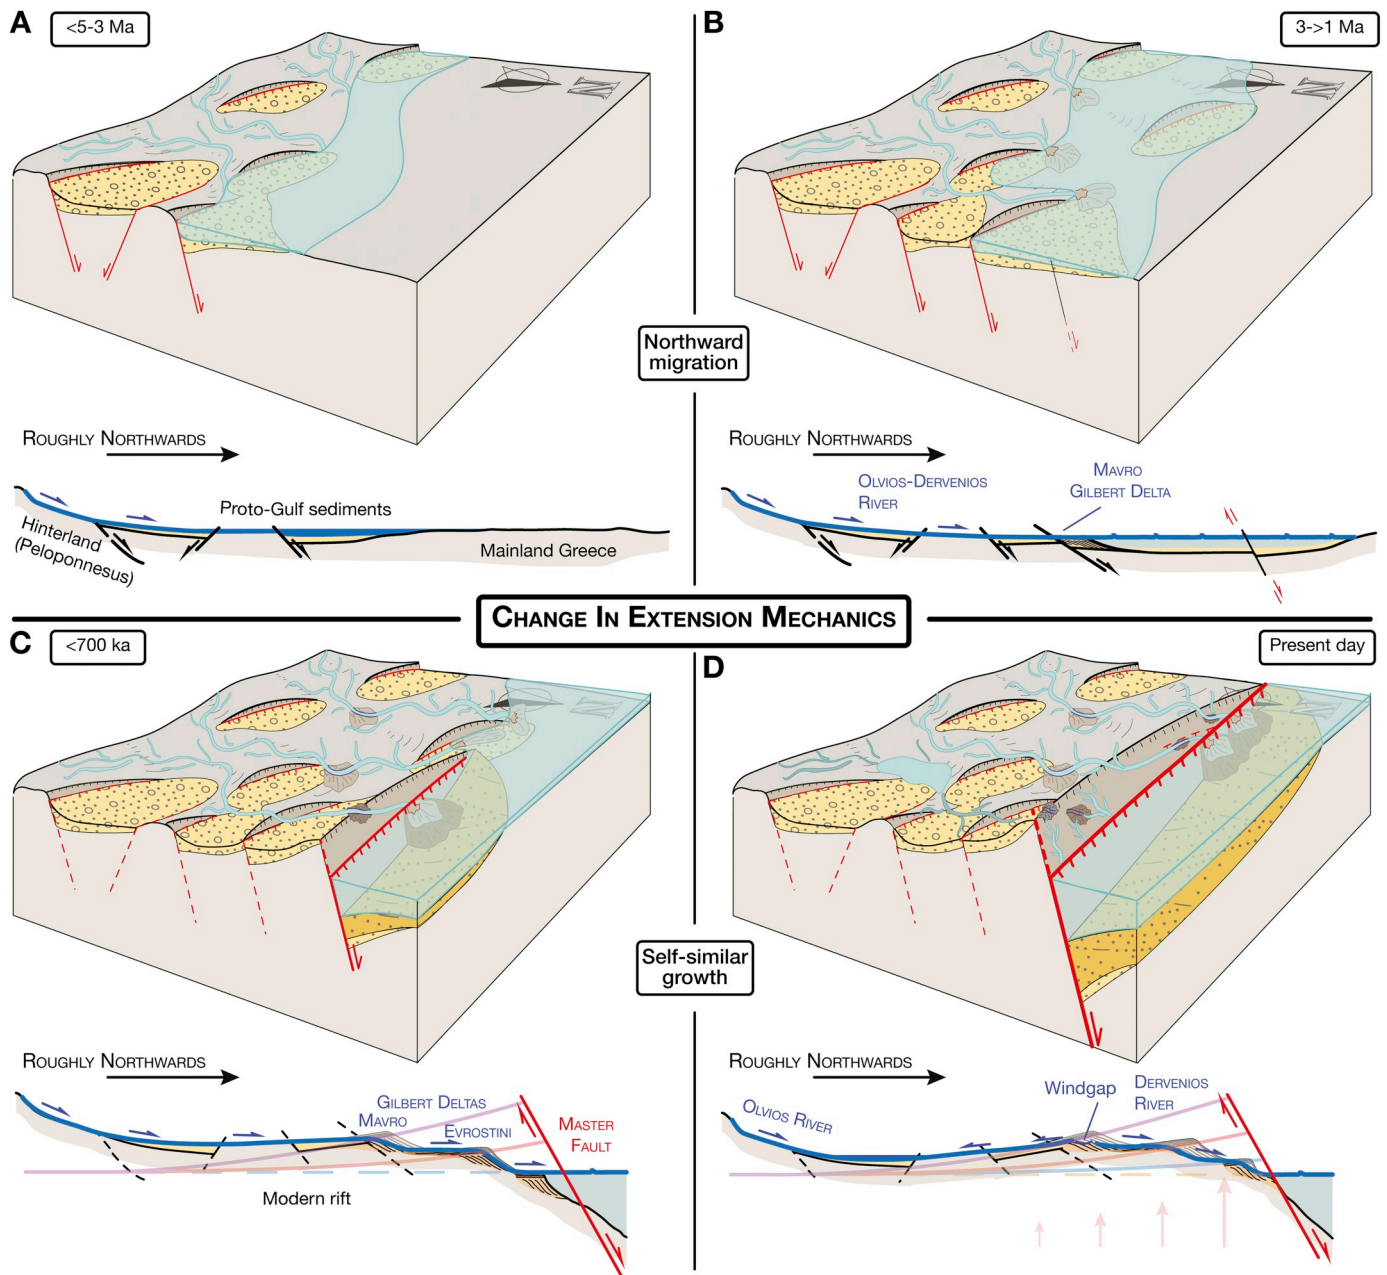 A
<5-3 Ma
N
B
3->1 Ma
N
Northward
migration
ROUGHLY NORTHWARDS
Hinterland
(Peloponnesus)
Proto-Gulf sediments
Mainland Greece
ROUGHLY NORTHWARDS
OLVIOS-DERVENIOS
RIVER
MAVRO
GILBERT DELTA
CHANGE IN EXTENSION MECHANICS
C
<700 ka
N
D
Present day
N
Self-similar
growth
ROUGHLY NORTHWARDS
GILBERT DELTAS
MAVRO
EVROSTINI
MASTER
FAULT
Modern rift
ROUGHLY NORTHWARDS
OLVIOS RIVER
Windgap
DERVENIOS
RIVER